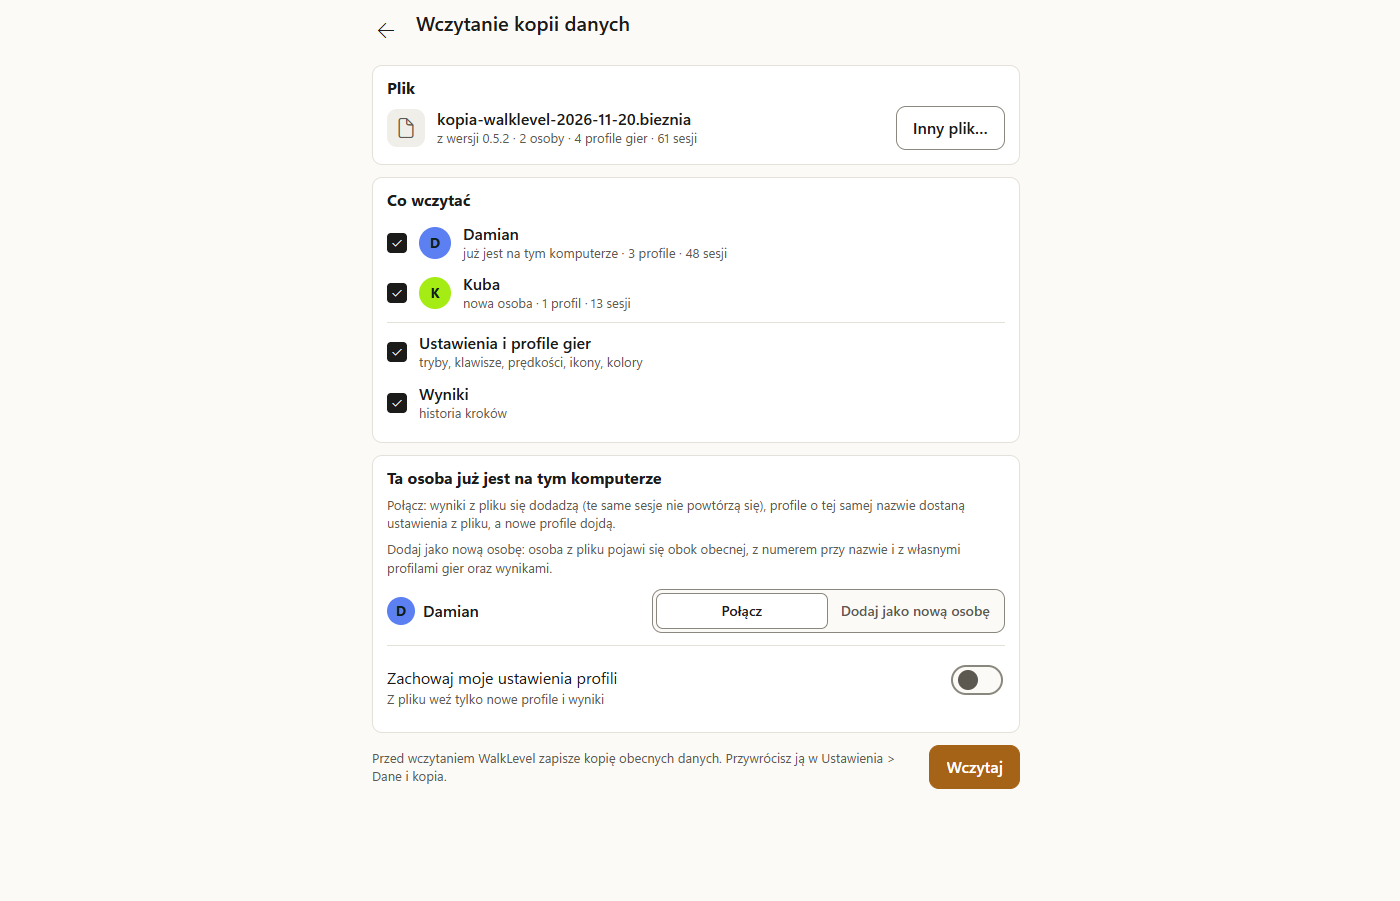 Wczytanie kopii danych
Plik
kopia-walklevel-2026-11-20.bieznia
z wersji 0.5.2 · 2 osoby · 4 profile gier · 61 sesji
Inny plik...
Co wczytać
D
Damian
już jest na tym komputerze · 3 profile · 48 sesji
K
Kuba
nowa osoba · 1 profil · 13 sesji
Ustawienia i profile gier
tryby, klawisze, prędkości, ikony, kolory
Wyniki
historia kroków
Ta osoba już jest na tym komputerze
Połącz: wyniki z pliku się dodadzą (te same sesje nie powtórzą się), profile o tej samej nazwie dostaną
ustawienia z pliku, a nowe profile dojdą.
Dodaj jako nową osobę: osoba z pliku pojawi się obok obecnej, z numerem przy nazwie i z własnymi
profilami gier oraz wynikami.
D
Damian
Połącz
Dodaj jako nową osobę
Zachowaj moje ustawienia profili
Z pliku weź tylko nowe profile i wyniki
Przed wczytaniem WalkLevel zapisze kopię obecnych danych. Przywrócisz ją w Ustawienia >
Dane i kopia.
Wczytaj